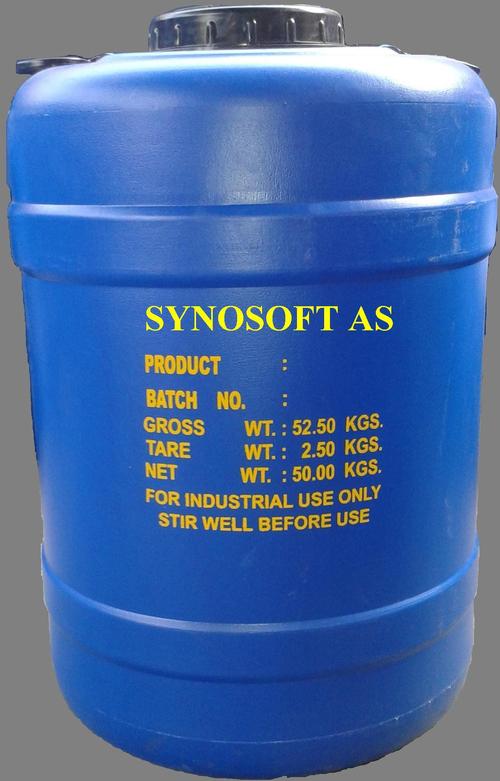 SYNOSOFT AS
PRODUCT :
BATCH NO. :
GROSS WT. : 52.50 KGS.
TARE WT. : 2.50 KGS.
NET WT. : 50.00 KGS.
FOR INDUSTRIAL USE ONLY
STIR WELL BEFORE USE